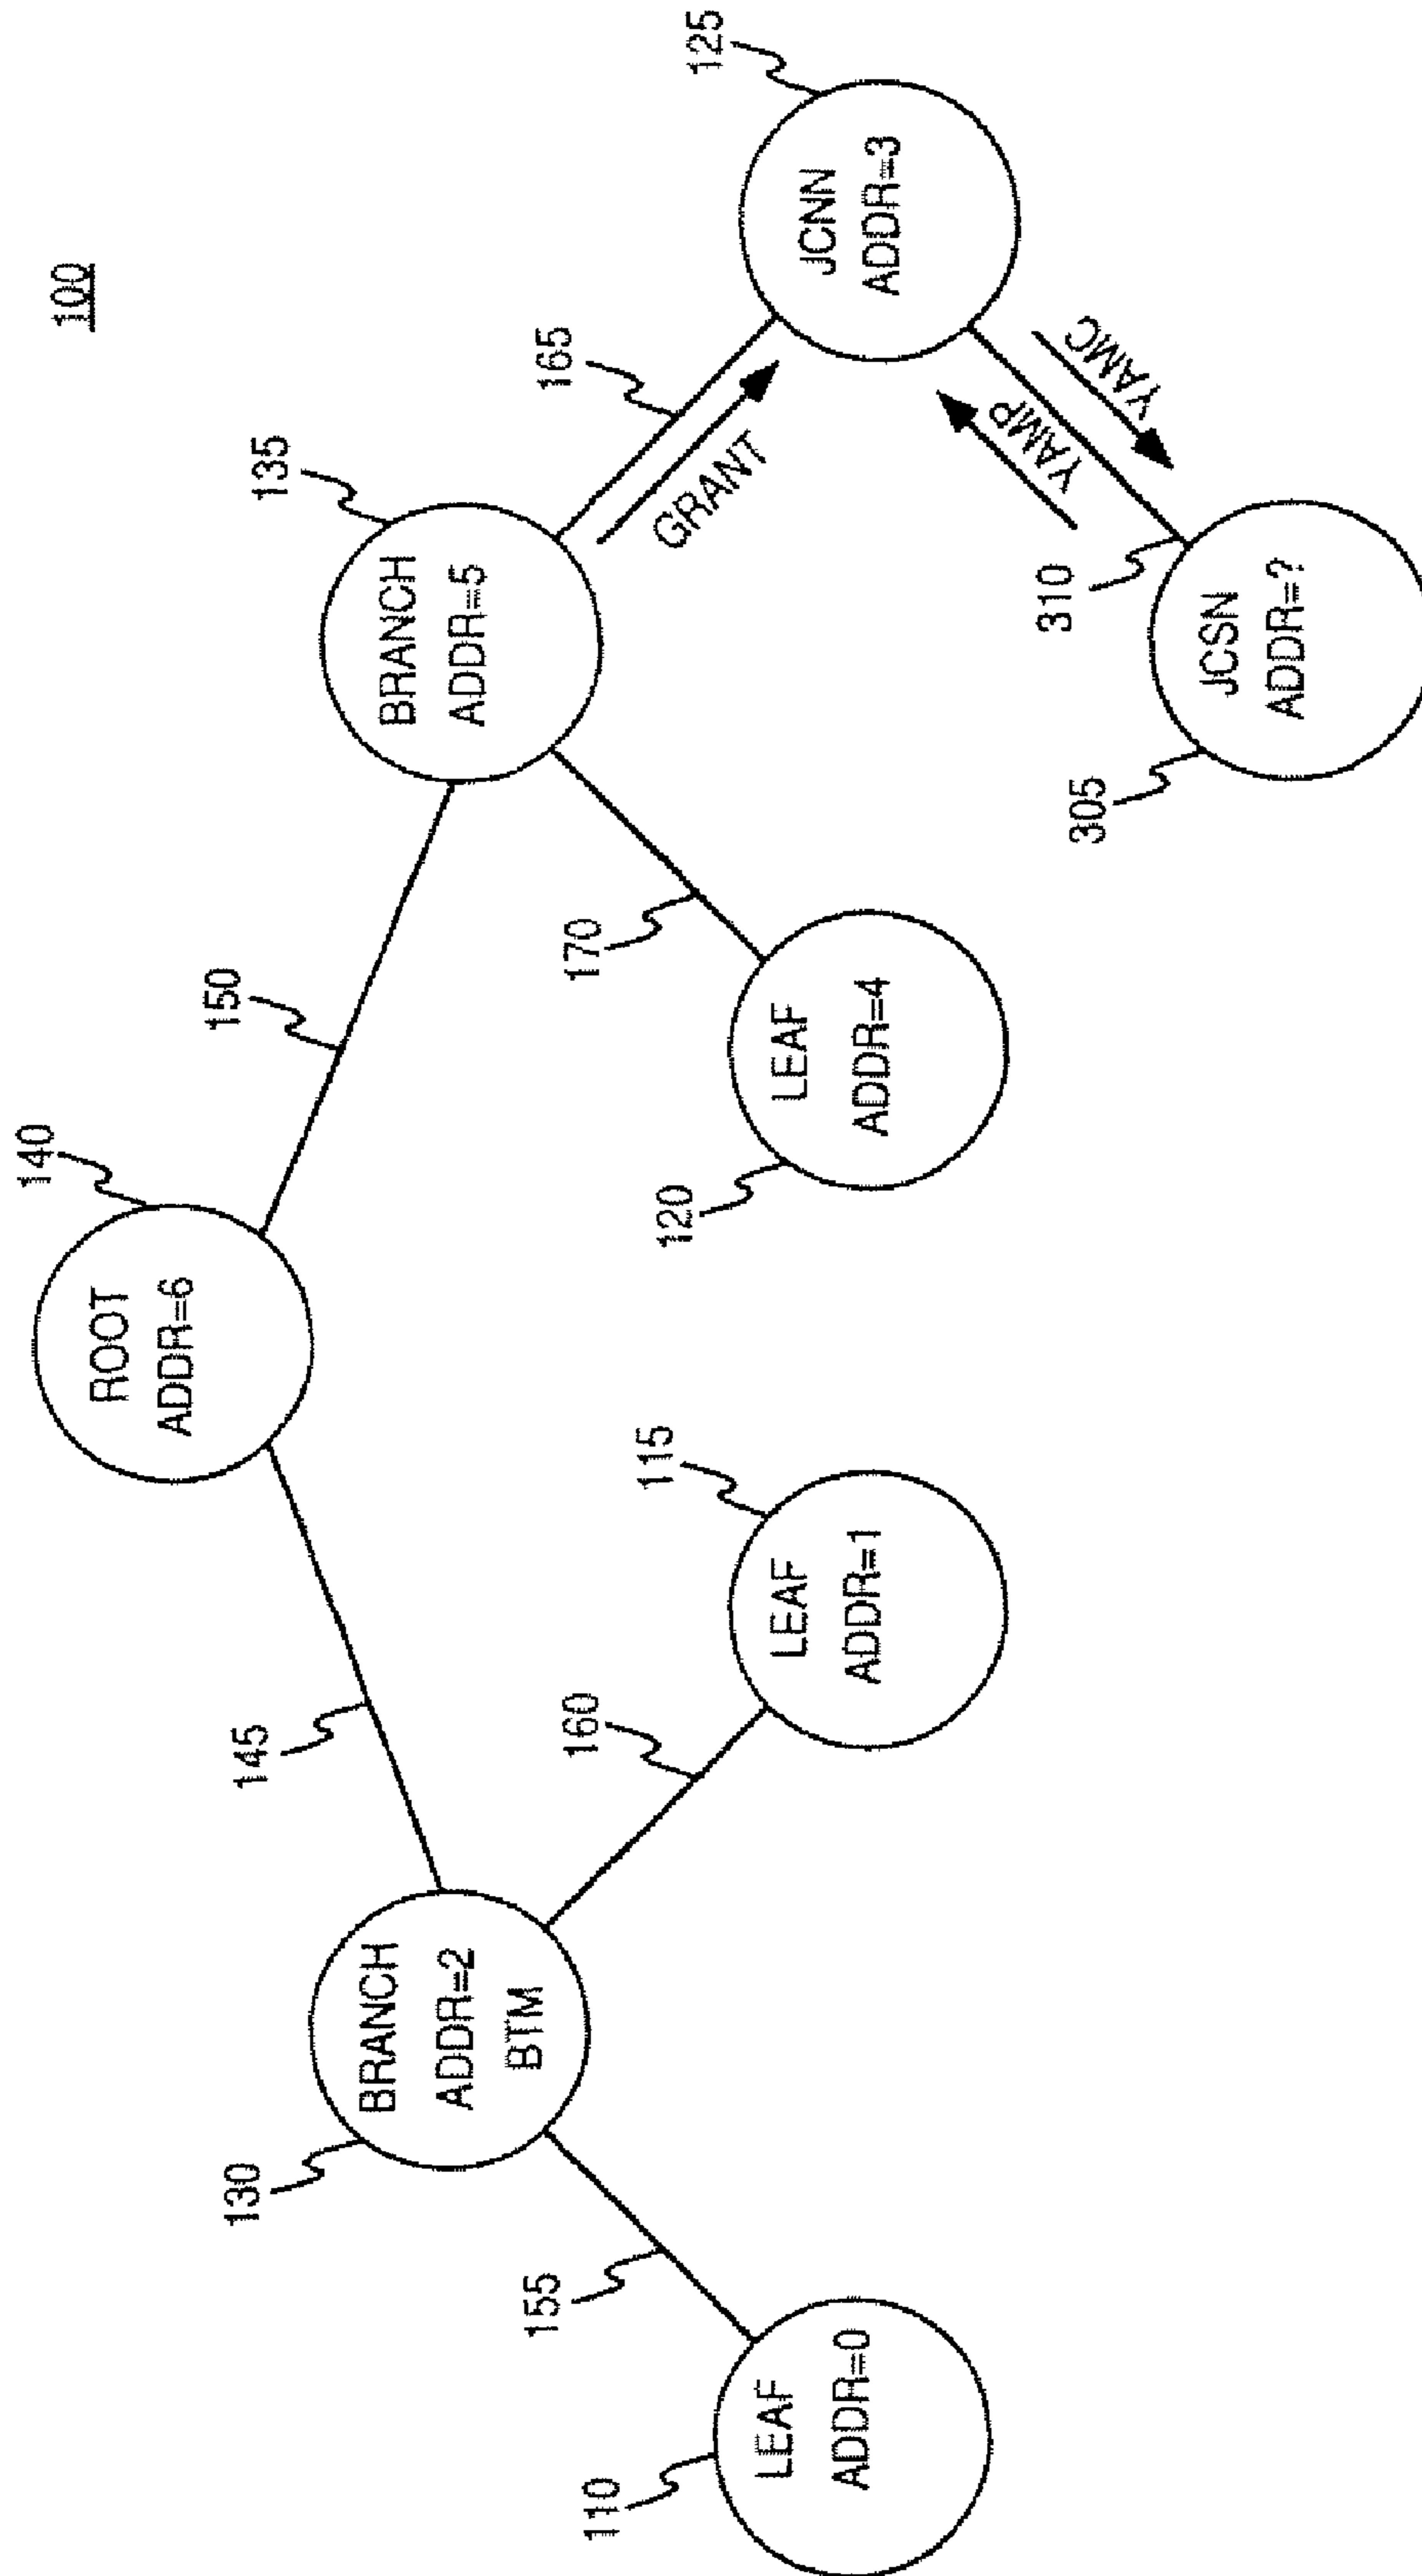 100
140
ROOT
ADDR=6
145
150
130
BRANCH
ADDR=2
BTM
135
BRANCH
ADDR=5
155
160
170
165
GRANT
110
LEAF
ADDR=0
115
LEAF
ADDR=1
120
LEAF
ADDR=4
125
JCNN
ADDR=3
YAMP
YAMC
310
305
JCSN
ADDR=?